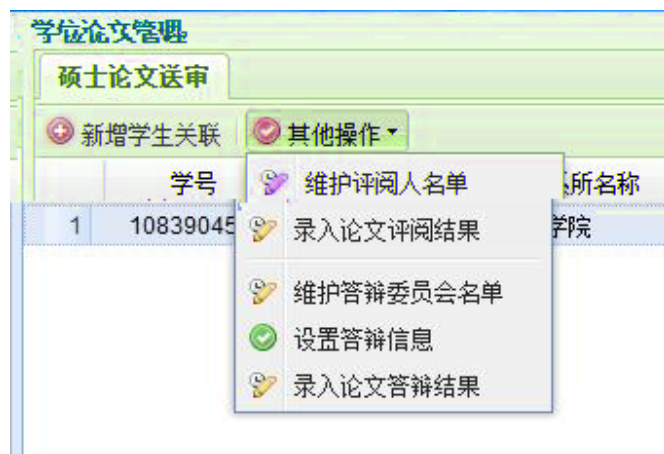 学位论文管理
硕士论文送审
新增学生关联 其他操作
学号 所名称
维护评阅人名单
1 10839045 学院
录入论文评阅结果
维护答辩委员会名单
设置答辩信息
录入论文答辩结果